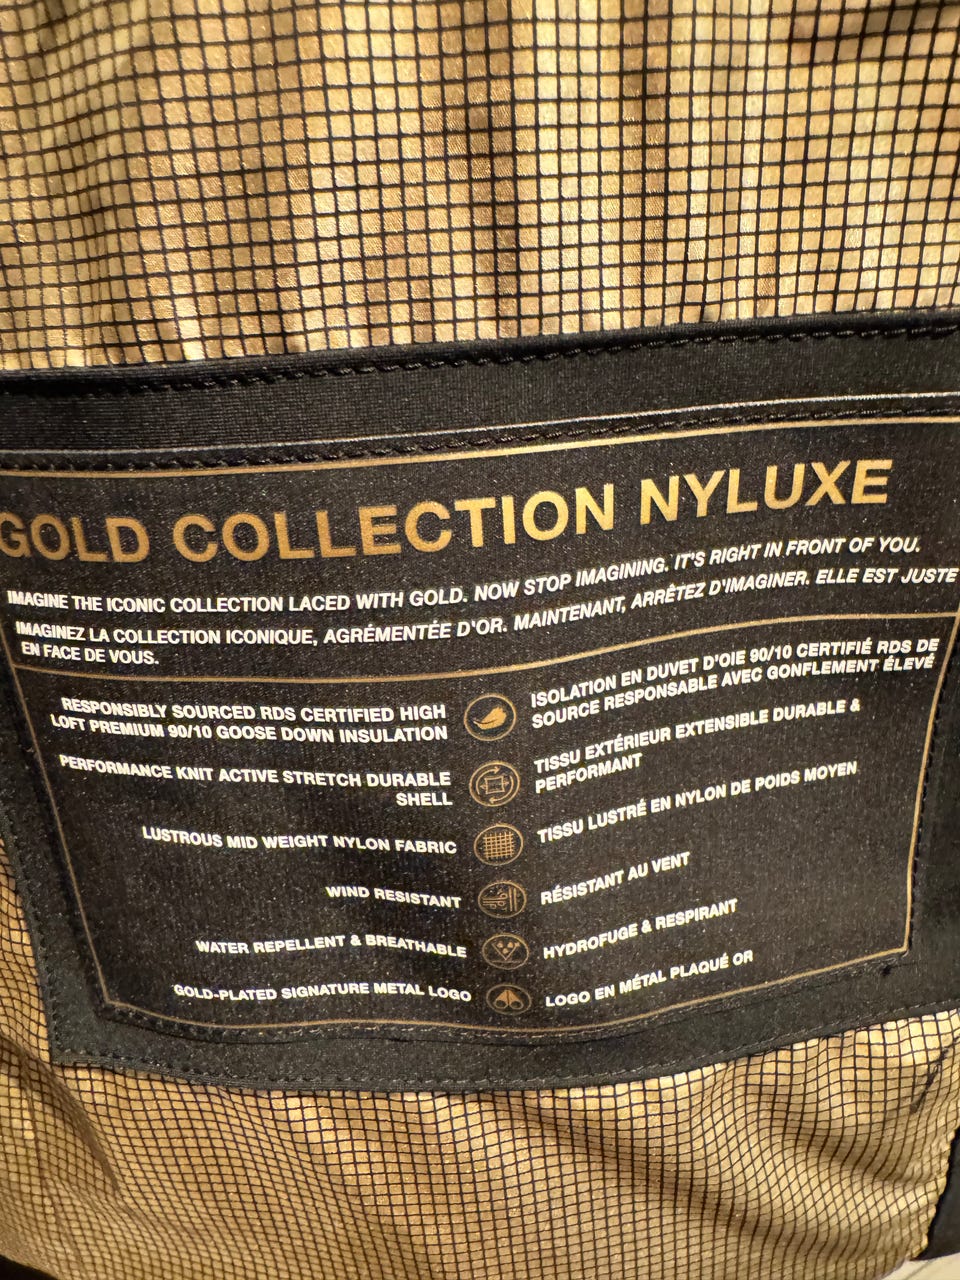 GOLD COLLECTION NYLUXE
IMAGINE THE ICONIC COLLECTION LACED WITH GOLD. NOW STOP IMAGINING. IT'S RIGHT IN FRONT OF YOU.
IMAGINEZ LA COLLECTION ICONIQUE, AGRÉMENTÉE D'OR. MAINTENANT, ARRÊTEZ D'IMAGINER. ELLE EST JUSTE
EN FACE DE VOUS.
RESPONSIBLY SOURCED RDS CERTIFIED HIGH
LOFT PREMIUM 90/10 GOOSE DOWN INSULATION
ISOLATION EN DUVET D'OIE 90/10 CERTIFIÉ RDS DE
SOURCE RESPONSABLE AVEC GONFLEMENT ÉLEVÉ
PERFORMANCE KNIT ACTIVE STRETCH DURABLE
SHELL
TISSU EXTÉRIEUR EXTENSIBLE DURABLE &
PERFORMANT
LUSTROUS MID WEIGHT NYLON FABRIC
TISSU LUSTRÉ EN NYLON DE POIDS MOYEN
WIND RESISTANT
RÉSISTANT AU VENT
WATER REPELLENT & BREATHABLE
HYDROFUGE & RESPIRANT
GOLD-PLATED SIGNATURE METAL LOGO
LOGO EN MÉTAL PLAQUÉ OR